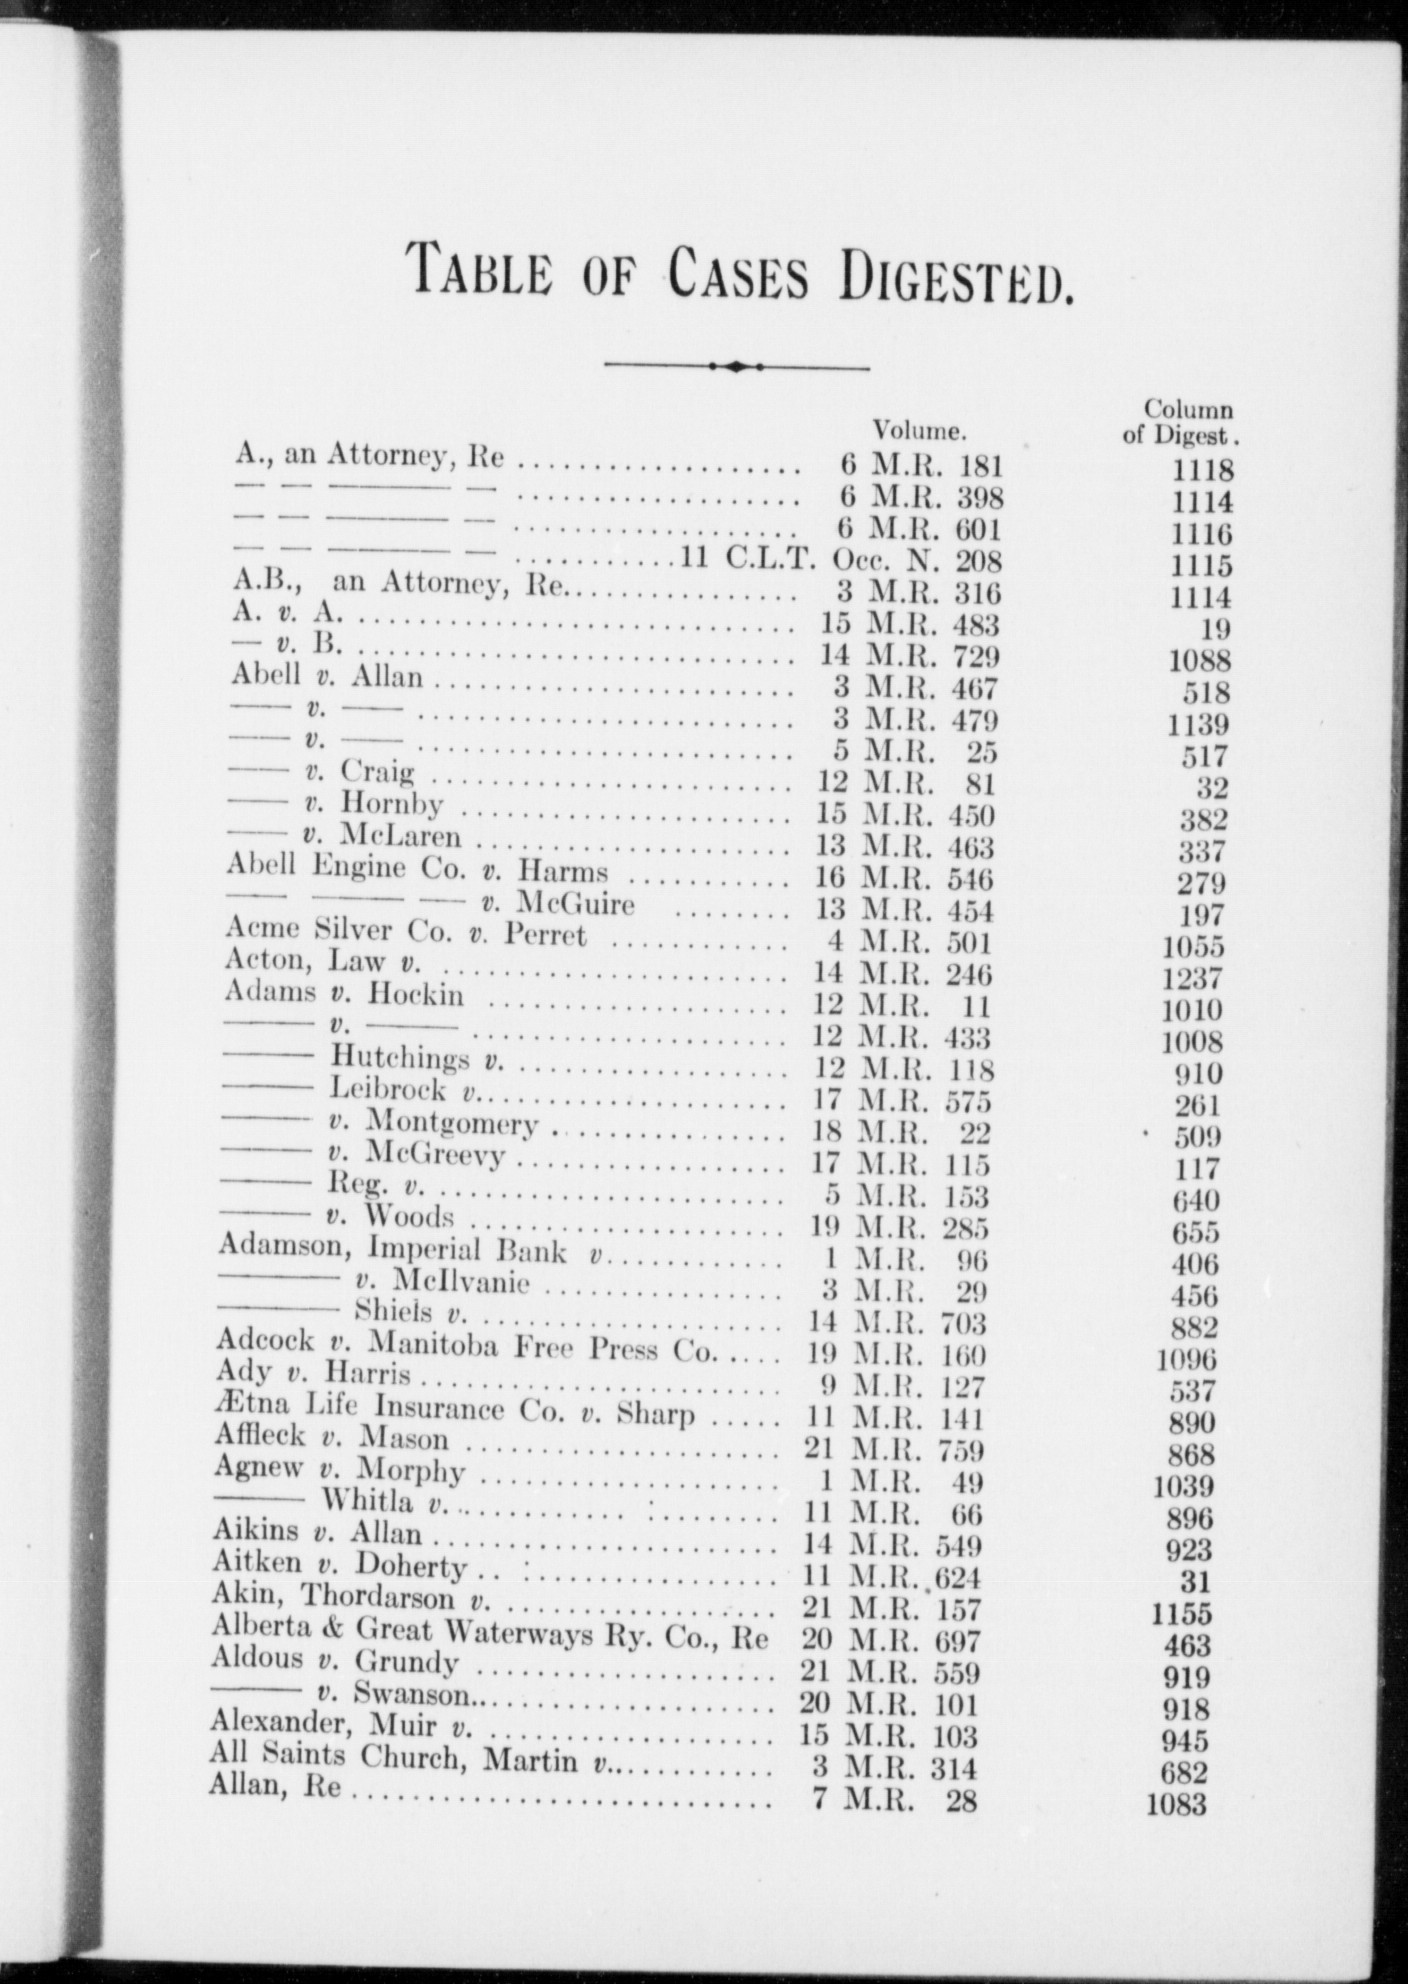 TABLE OF CASES DIGESTED.
Volume. Column of Digest.
A., an Attorney, Re ................... 6 M.R. 181 1118
— — —— — ................... 6 M.R. 398 1114
— — —— — ................... 6 M.R. 601 1116
— — —— — ...........11 C.L.T. Occ. N. 208 1115
A.B., an Attorney, Re................ 3 M.R. 316 1114
A. v. A. ............................. 15 M.R. 483 19
— v. B. ............................. 14 M.R. 729 1088
Abell v. Allan ........................ 3 M.R. 467 518
—— v. —— ......................... 3 M.R. 479 1139
—— v. —— ......................... 5 M.R. 25 517
—— v. Craig ........................ 12 M.R. 81 32
—— v. Hornby ...................... 15 M.R. 450 382
—— v. McLaren ..................... 13 M.R. 463 337
Abell Engine Co. v. Harms ........... 16 M.R. 546 279
—— —— — v. McGuire ........ 13 M.R. 454 197
Acme Silver Co. v. Perret ............ 4 M.R. 501 1055
Acton, Law v. ....................... 14 M.R. 246 1237
Adams v. Hockin .................... 12 M.R. 11 1010
—— v. —— ..................... 12 M.R. 433 1008
—— Hutchings v. .................. 12 M.R. 118 910
—— Leibrock v..................... 17 M.R. 575 261
—— v. Montgomery ................ 18 M.R. 22 509
—— v. McGreevy .................. 17 M.R. 115 117
—— Reg. v. ....................... 5 M.R. 153 640
—— v. Woods ..................... 19 M.R. 285 655
Adamson, Imperial Bank v............ 1 M.R. 96 406
—— v. McIlvanie ................ 3 M.R. 29 456
—— Shiels v. .................... 14 M.R. 703 882
Adcock v. Manitoba Free Press Co. .... 19 M.R. 160 1096
Ady v. Harris ........................ 9 M.R. 127 537
Ætna Life Insurance Co. v. Sharp ..... 11 M.R. 141 890
Affleck v. Mason ..................... 21 M.R. 759 868
Agnew v. Morphy .................... 1 M.R. 49 1039
—— Whitla v. ..................... 11 M.R. 66 896
Aikins v. Allan ....................... 14 M.R. 549 923
Aitken v. Doherty .................... 11 M.R. 624 31
Akin, Thordarson v. .................. 21 M.R. 157 1155
Alberta & Great Waterways Ry. Co., Re 20 M.R. 697 463
Aldous v. Grundy .................... 21 M.R. 559 919
—— v. Swanson.................... 20 M.R. 101 918
Alexander, Muir v. ................... 15 M.R. 103 945
All Saints Church, Martin v............ 3 M.R. 314 682
Allan, Re ............................ 7 M.R. 28 1083